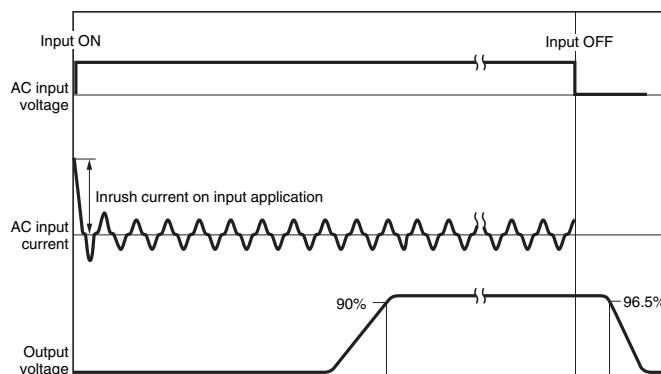 Input ON
Input OFF
AC input
voltage
Inrush current on input application
AC input
current
90%
96.5%
Output
voltage